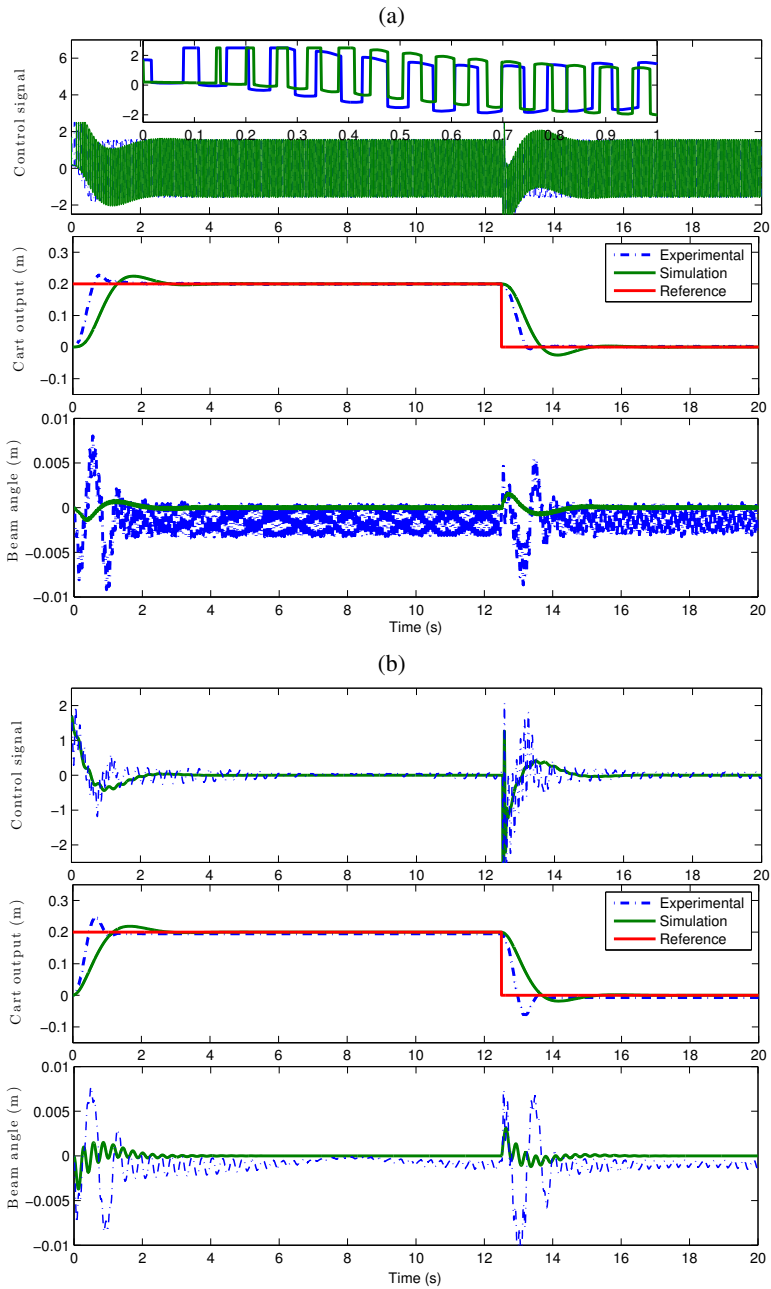 (a)
6
4
2
0
−2
Control signal
2
0
−2
0 0.1 0.2 0.3 0.4 0.5 0.6 0.7 0.8 0.9 1
0 2 4 6 8 10 12 14 16 18 20
0.3
0.2
0.1
0
−0.1
Cart output (m)
Experimental
Simulation
Reference
0 2 4 6 8 10 12 14 16 18 20
0.01
0.005
0
−0.005
−0.01
Beam angle (m)
0 2 4 6 8 10 12 14 16 18 20
Time (s)
(b)
2
1
0
−1
−2
Control signal
0 2 4 6 8 10 12 14 16 18 20
0.3
0.2
0.1
0
−0.1
Cart output (m)
Experimental
Simulation
Reference
0 2 4 6 8 10 12 14 16 18 20
0.01
0.005
0
−0.005
−0.01
Beam angle (m)
0 2 4 6 8 10 12 14 16 18 20
Time (s)